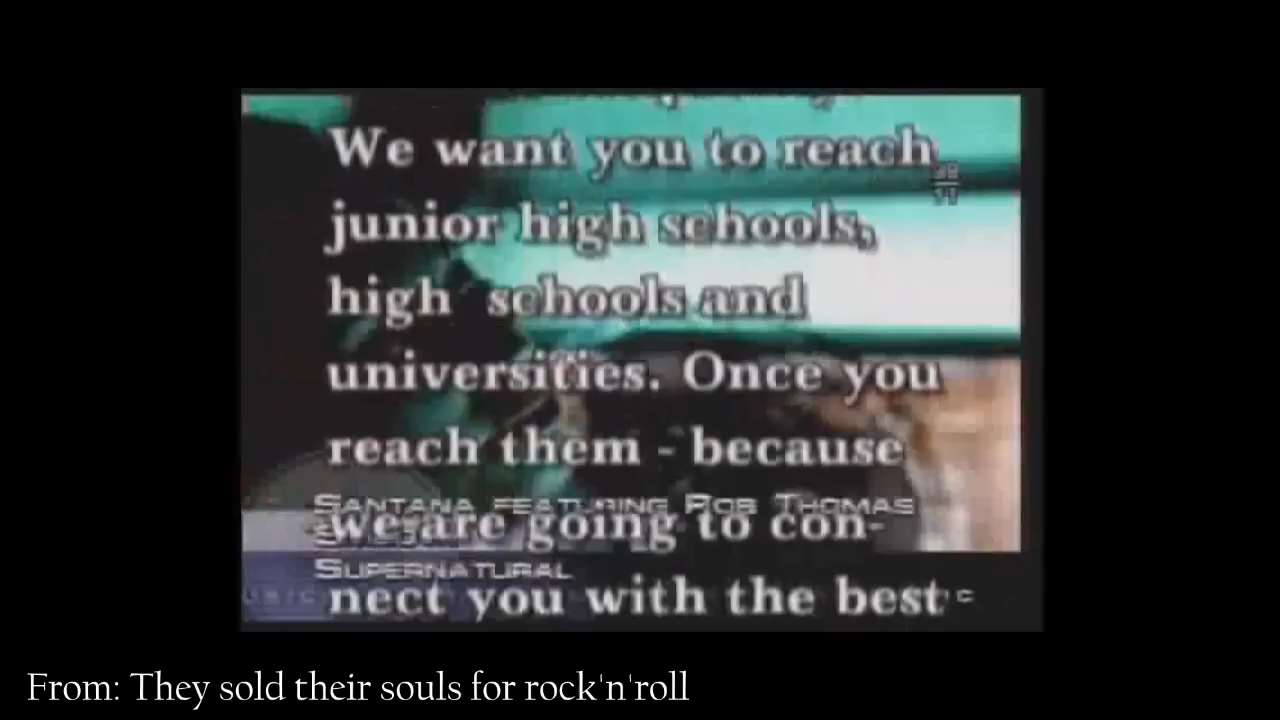 We want you to reach
junior high schools,
high schools and
universities. Once you
reach them - because
SANTANA FEATURING ROB THOMAS
we are going to con-
SUPERNATURAL
nect you with the best
From: They sold their souls for rock'n'roll